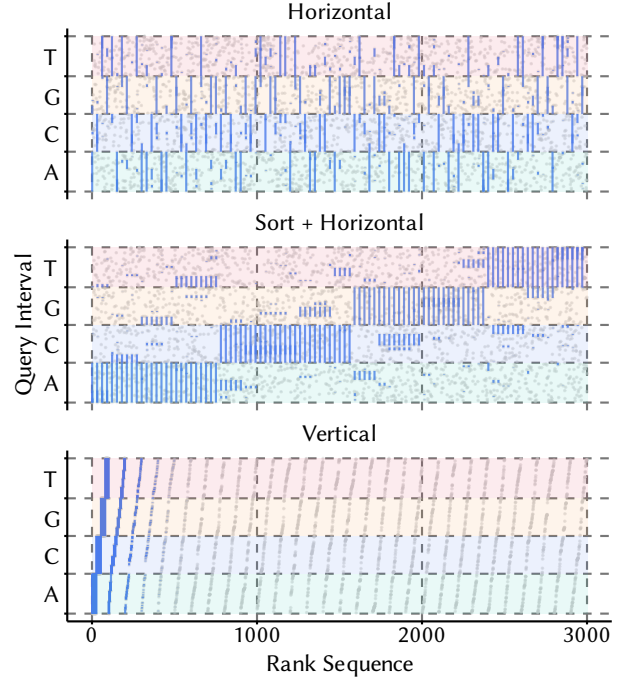 Horizontal
T
G
C
A
Sort + Horizontal
T
G
C
A
Query Interval
Vertical
T
G
C
A
0 1000 2000 3000
Rank Sequence